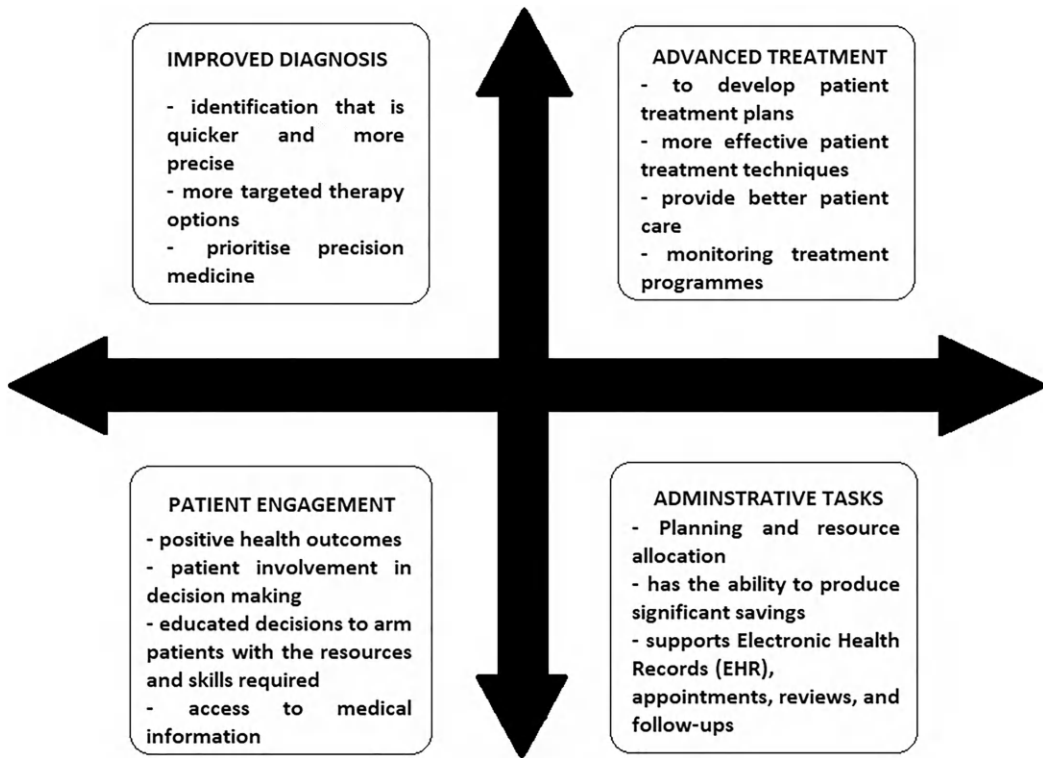 IMPROVED DIAGNOSIS
- identification that is
quicker and more
precise
- more targeted therapy
options
- prioritise precision
medicine
ADVANCED TREATMENT
- to develop patient
treatment plans
- more effective patient
treatment techniques
- provide better patient
care
- monitoring treatment
programmes
PATIENT ENGAGEMENT
- positive health outcomes
- patient involvement in
decision making
- educated decisions to arm
patients with the resources
and skills required
- access to medical
information
ADMINSTRATIVE TASKS
- Planning and resource
allocation
- has the ability to produce
significant savings
- supports Electronic Health
Records (EHR),
appointments, reviews, and
follow-ups